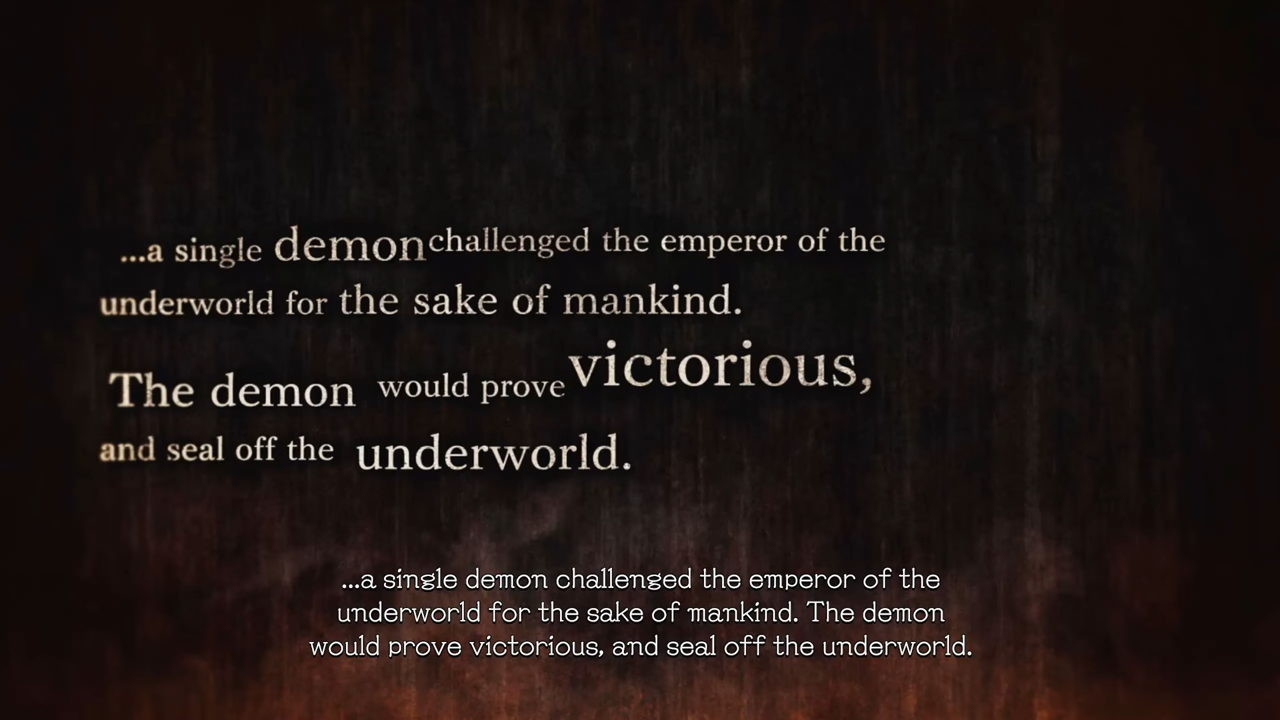 ...a single demon challenged the emperor of the
underworld for the sake of mankind.
The demon would prove victorious,
and seal off the underworld.
...a single demon challenged the emperor of the
underworld for the sake of mankind. The demon
would prove victorious, and seal off the underworld.